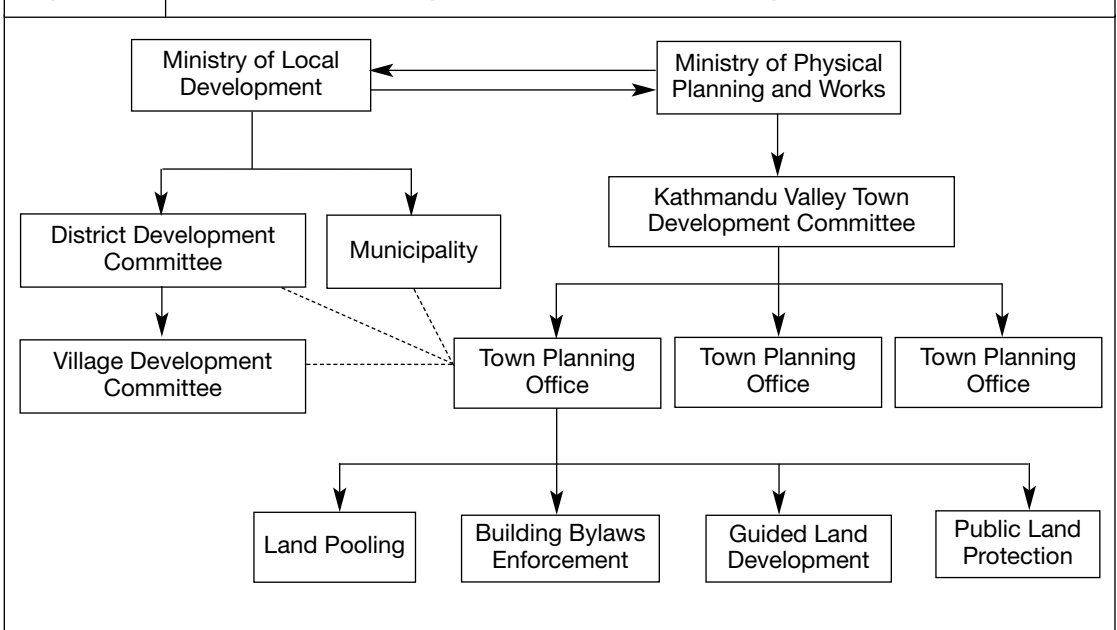 Ministry of Local
Development
Ministry of Physical
Planning and Works
Kathmandu Valley Town
Development Committee
District Development
Committee
Municipality
Village Development
Committee
Town Planning
Office
Town Planning
Office
Town Planning
Office
Land Pooling
Building Bylaws
Enforcement
Guided Land
Development
Public Land
Protection